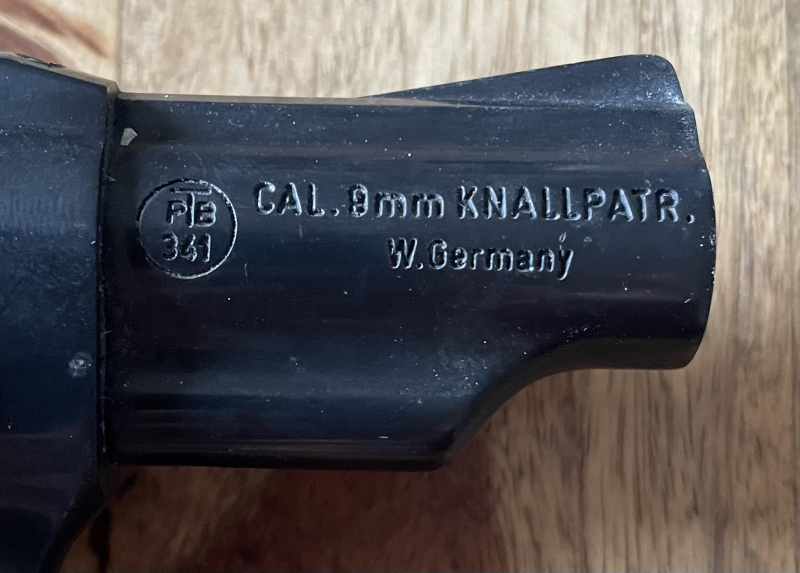 PTB
341
CAL. 9mm KNALLPATR.
W. Germany